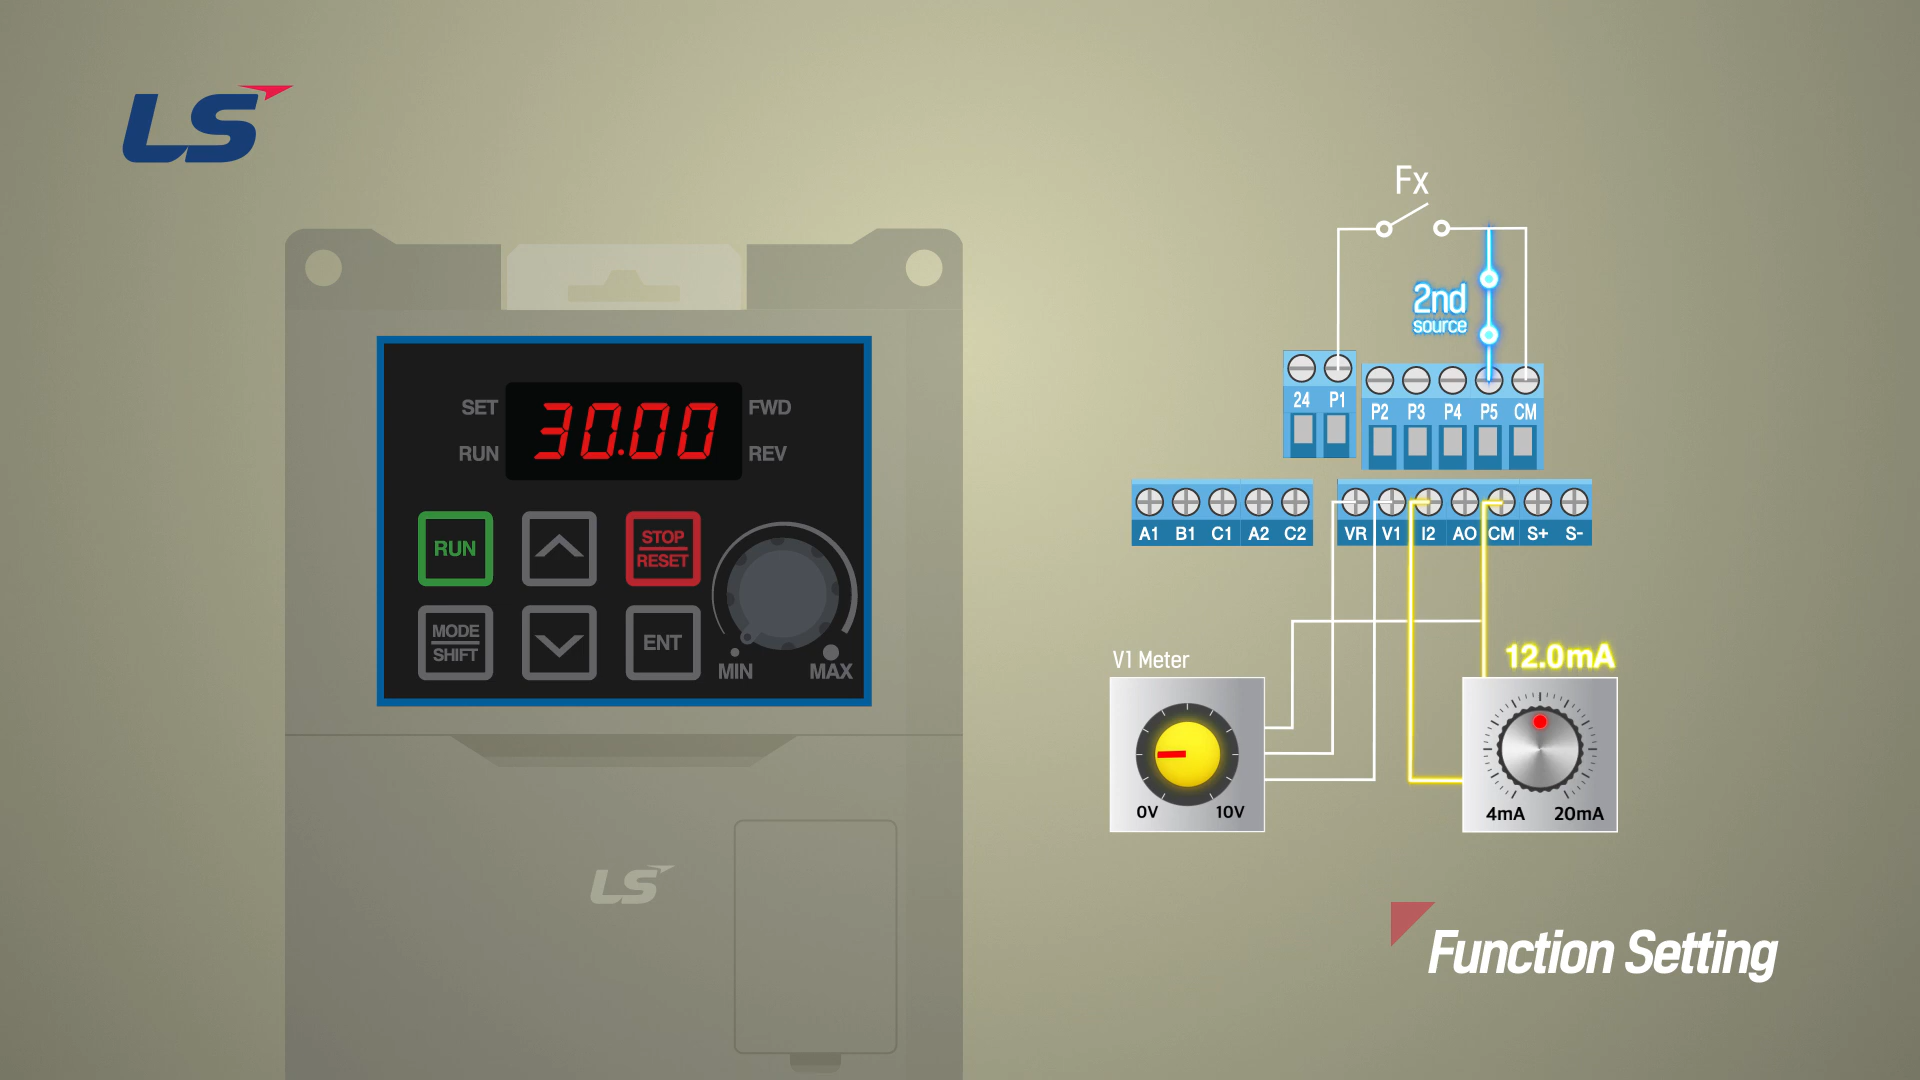 LS
Fx
2nd
source
24 P1
P2 P3 P4 P5 CM
SET 30.00 FWD
RUN REV
A1 B1 C1 A2 C2 VR V1 I2 AO CM S+ S-
RUN
STOP
RESET
MODE
SHIFT
ENT
MIN MAX
V1 Meter
12.0mA
0V 10V
4mA 20mA
LS
Function Setting